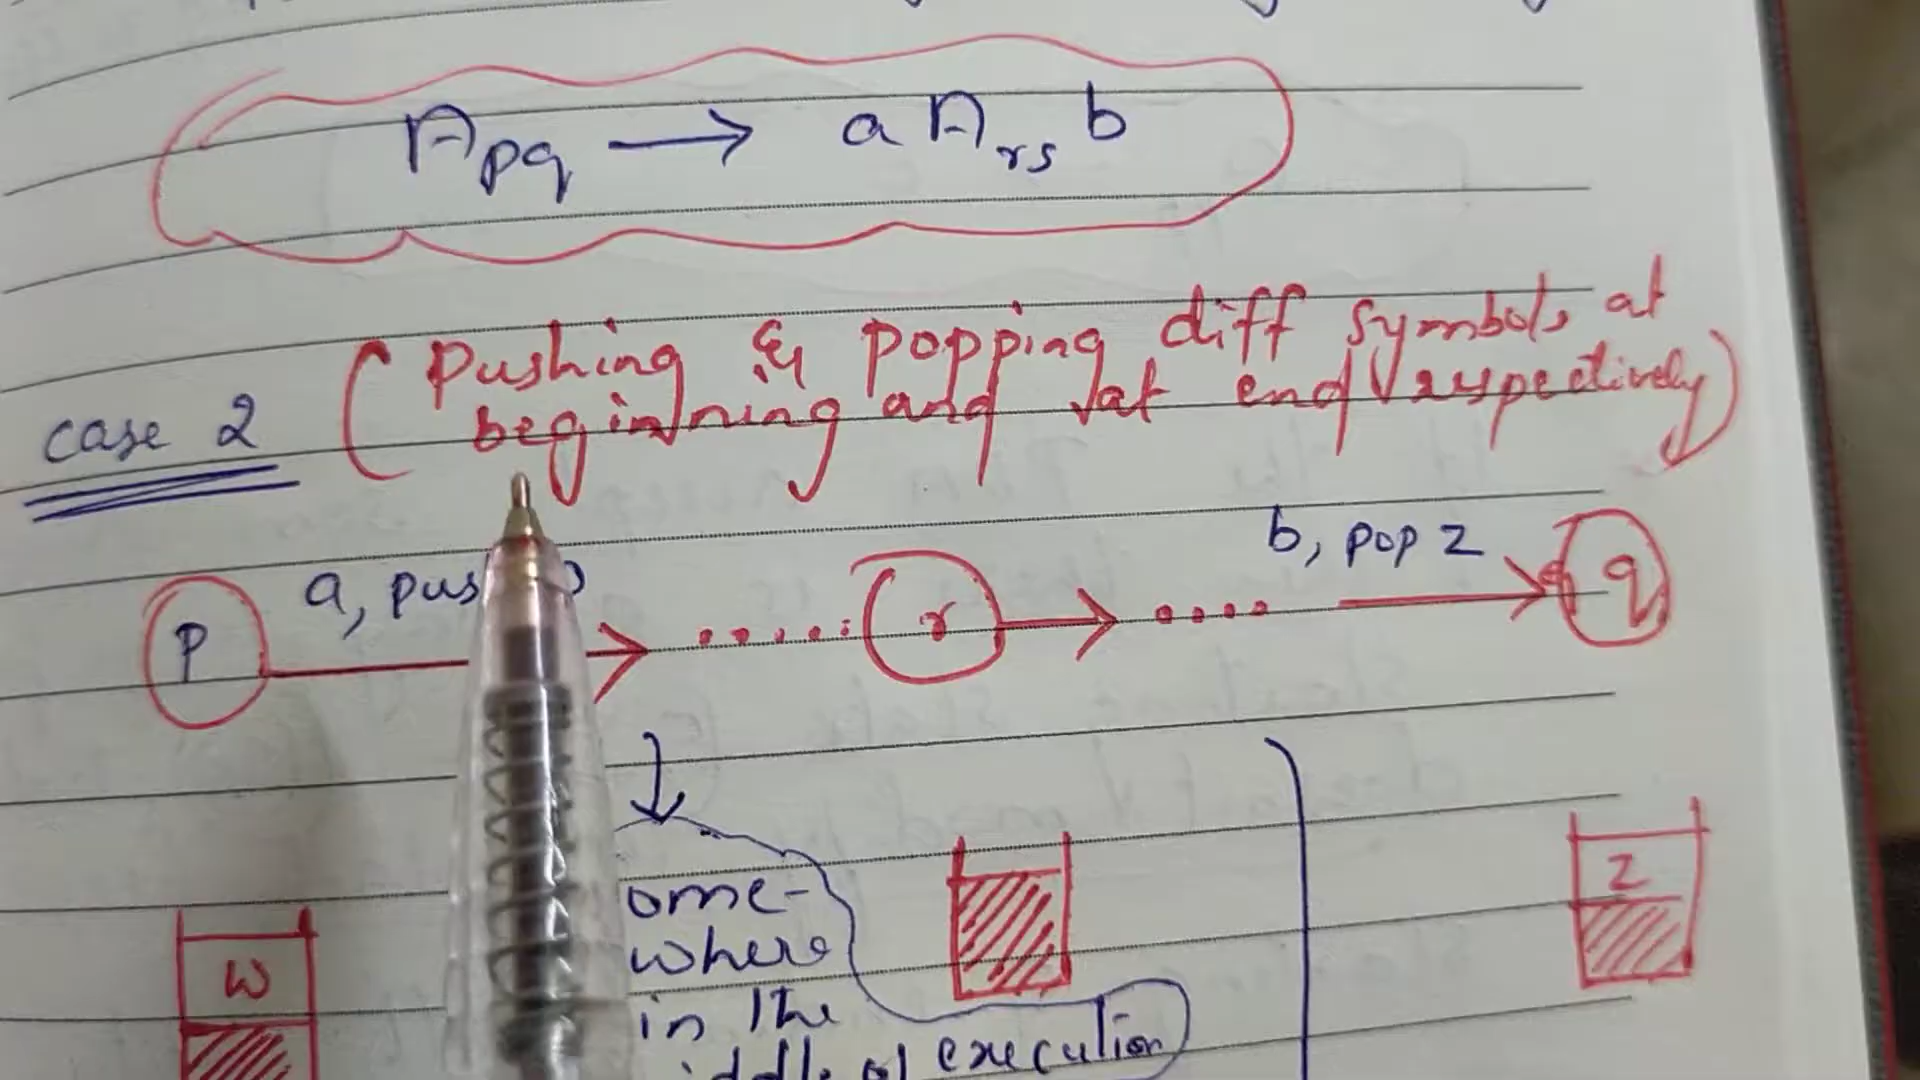 Apq → a Ars b
case 2 (Pushing & popping diff symbols at
beginning and at end respectively)
a, pus
b, pop z
p
r
q
z
w
ome-
where
in the
execution